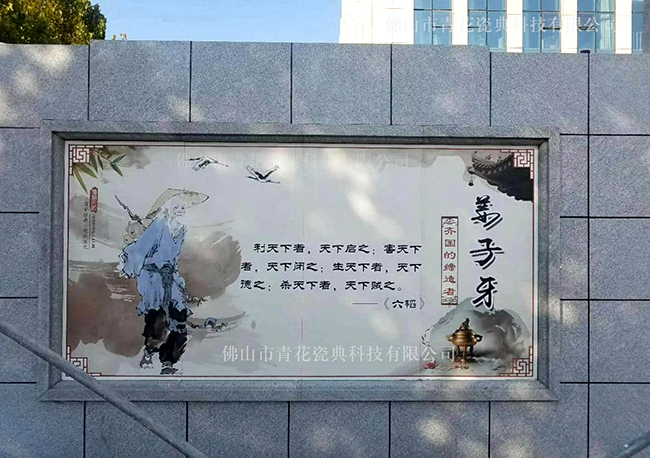 佛山市青花瓷典科技有限公司
姜子牙
姜齐国的缔造者
利天下者，天下启之；害天下
者，天下闭之；生天下者，天下
德之；杀天下者，天下贼之。
——《六韬》
佛山市青花瓷典科技有限公司